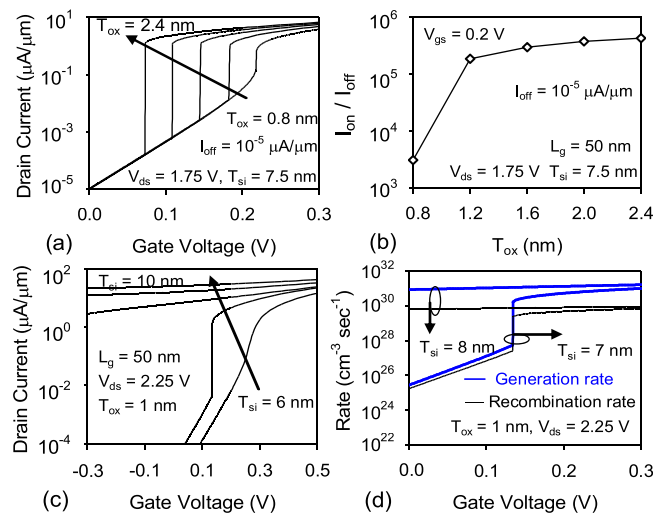 Drain Current (μA/μm)
10¹
10⁻¹
10⁻³
10⁻⁵
T_ox = 2.4 nm
T_ox = 0.8 nm
I_off = 10⁻⁵ μA/μm
V_ds = 1.75 V, T_si = 7.5 nm
0.0 0.1 0.2 0.3
(a) Gate Voltage (V)
I_on / I_off
10⁶
10⁵
10⁴
10³
V_gs = 0.2 V
I_off = 10⁻⁵ μA/μm
L_g = 50 nm
V_ds = 1.75 V T_si = 7.5 nm
0.8 1.2 1.6 2.0 2.4
(b) T_ox (nm)
Drain Current (μA/μm)
10²
10⁰
10⁻²
10⁻⁴
T_si = 10 nm
L_g = 50 nm
V_ds = 2.25 V
T_ox = 1 nm
T_si = 6 nm
-0.3 -0.1 0.1 0.3 0.5
(c) Gate Voltage (V)
Rate (cm⁻³ sec⁻¹)
10³²
10³⁰
10²⁸
10²⁶
10²⁴
10²²
T_si = 8 nm
T_si = 7 nm
Generation rate
Recombination rate
T_ox = 1 nm, V_ds = 2.25 V
0.0 0.1 0.2 0.3
(d) Gate Voltage (V)